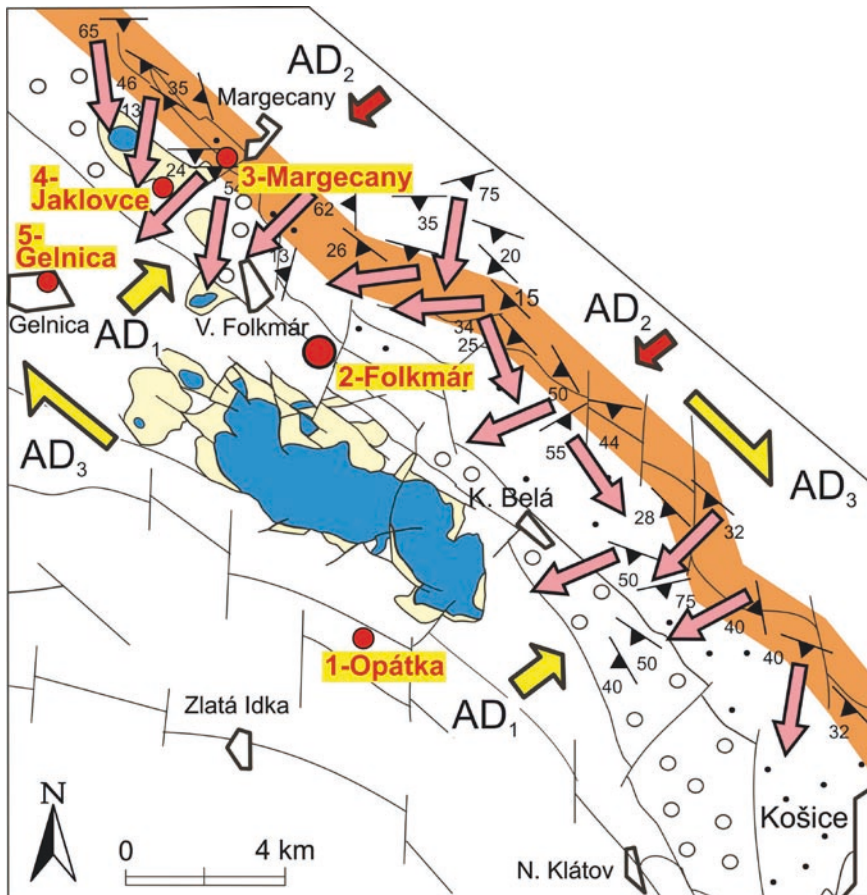 65
AD2
46
35
13
Margecany
24
3-Margecany
4-
Jaklovce
54
62
35
75
5-
Gelnica
26
20
13
15
Gelnica
V. Folkmár
AD1
34
25
AD2
2-Folkmár
50
AD3
55
44
AD3
K. Belá
28
32
50
75
1-Opátka
40
50
40
40
Zlatá Idka
AD1
32
N
Košice
0
4 km
N. Klátov